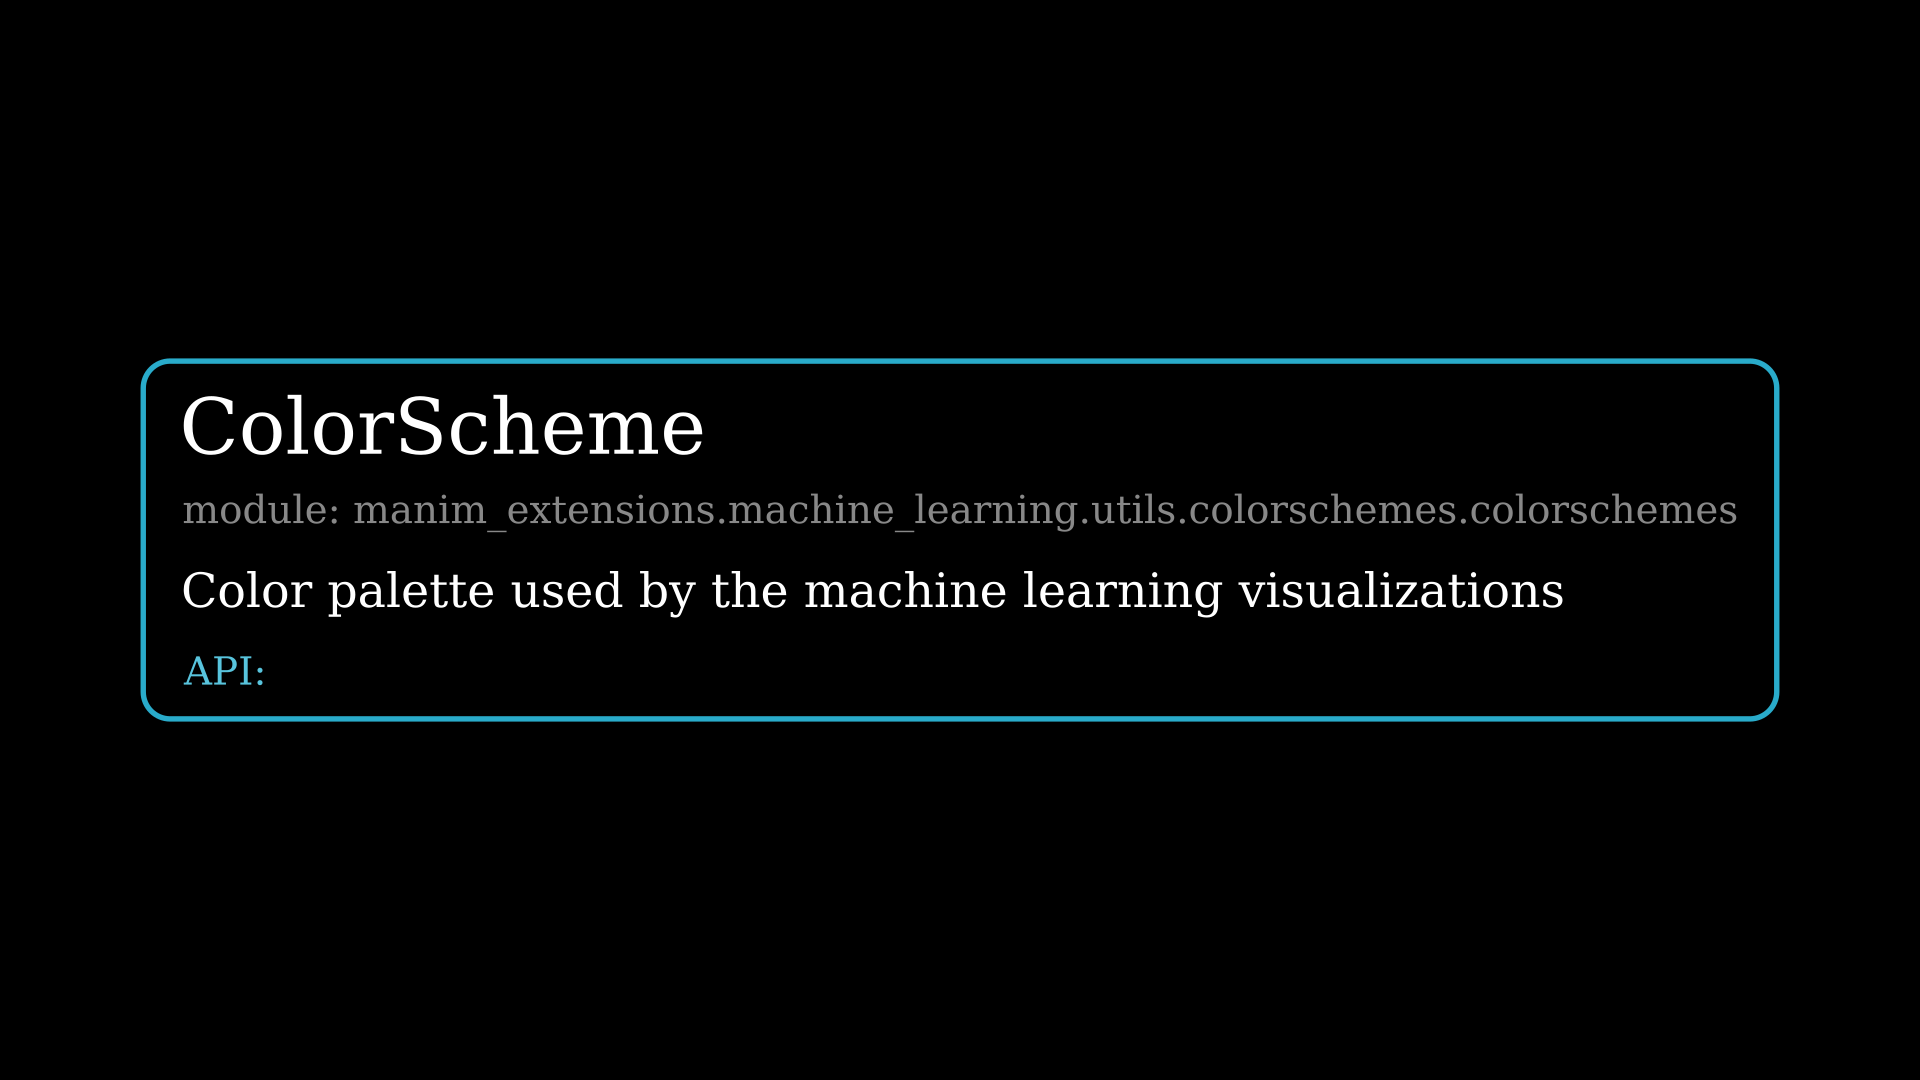 ColorScheme
module: manim_extensions.machine_learning.utils.colorschemes.colorschemes
Color palette used by the machine learning visualizations
API: